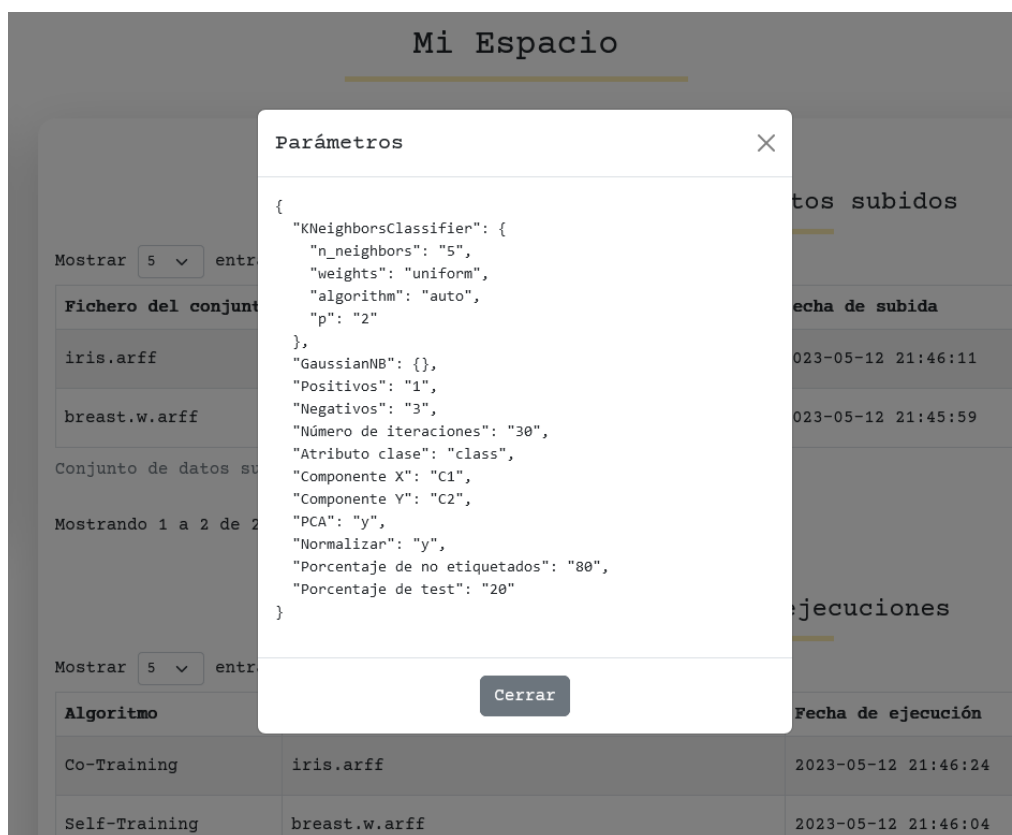 Mi Espacio
Parámetros
{
  "KNeighborsClassifier": {
    "n_neighbors": "5",
    "weights": "uniform",
    "algorithm": "auto",
    "p": "2"
  },
  "GaussianNB": {},
  "Positivos": "1",
  "Negativos": "3",
  "Número de iteraciones": "30",
  "Atributo clase": "class",
  "Componente X": "C1",
  "Componente Y": "C2",
  "PCA": "y",
  "Normalizar": "y",
  "Porcentaje de no etiquetados": "80",
  "Porcentaje de test": "20"
}
Cerrar
tos subidos
Mostrar 5 entr
Fichero del conjunt echa de subida
iris.arff 023-05-12 21:46:11
breast.w.arff 023-05-12 21:45:59
Conjunto de datos su
Mostrando 1 a 2 de 2
ejecuciones
Mostrar 5 entr
Algoritmo Fecha de ejecución
Co-Training iris.arff 2023-05-12 21:46:24
Self-Training breast.w.arff 2023-05-12 21:46:04